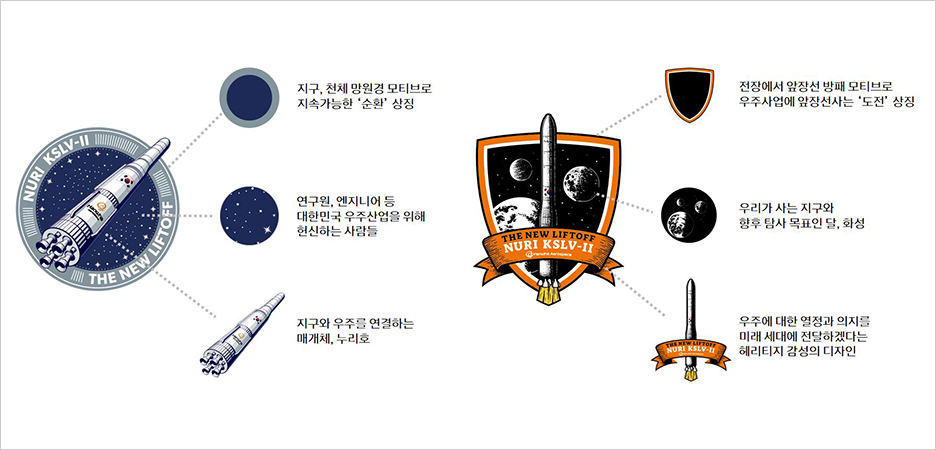 지구, 천체 망원경 모티브로
지속가능한 ‘순환’ 상징
NURI KSLV-II
THE NEW LIFTOFF
연구원, 엔지니어 등
대한민국 우주산업을 위해
헌신하는 사람들
지구와 우주를 연결하는
매개체, 누리호
THE NEW LIFTOFF
NURI KSLV-II
Hanwha Aerospace
전장에서 앞장선 방패 모티브로
우주사업에 앞장선사는 ‘도전’ 상징
우리가 사는 지구와
향후 탐사 목표인 달, 화성
THE NEW LIFTOFF
NURI KSLV-II
우주에 대한 열정과 의지를
미래 세대에 전달하겠다는
헤리티지 감성의 디자인